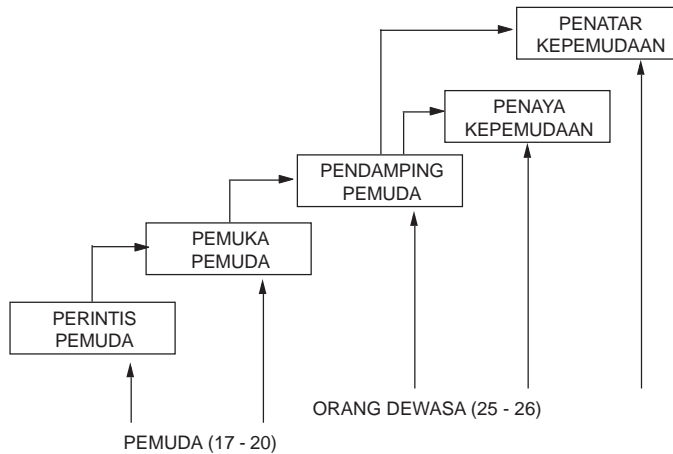 PENATAR
KEPEMUDAAN
PENAYA
KEPEMUDAAN
PENDAMPING
PEMUDA
PEMUKA
PEMUDA
PERINTIS
PEMUDA
ORANG DEWASA (25 - 26)
PEMUDA (17 - 20)